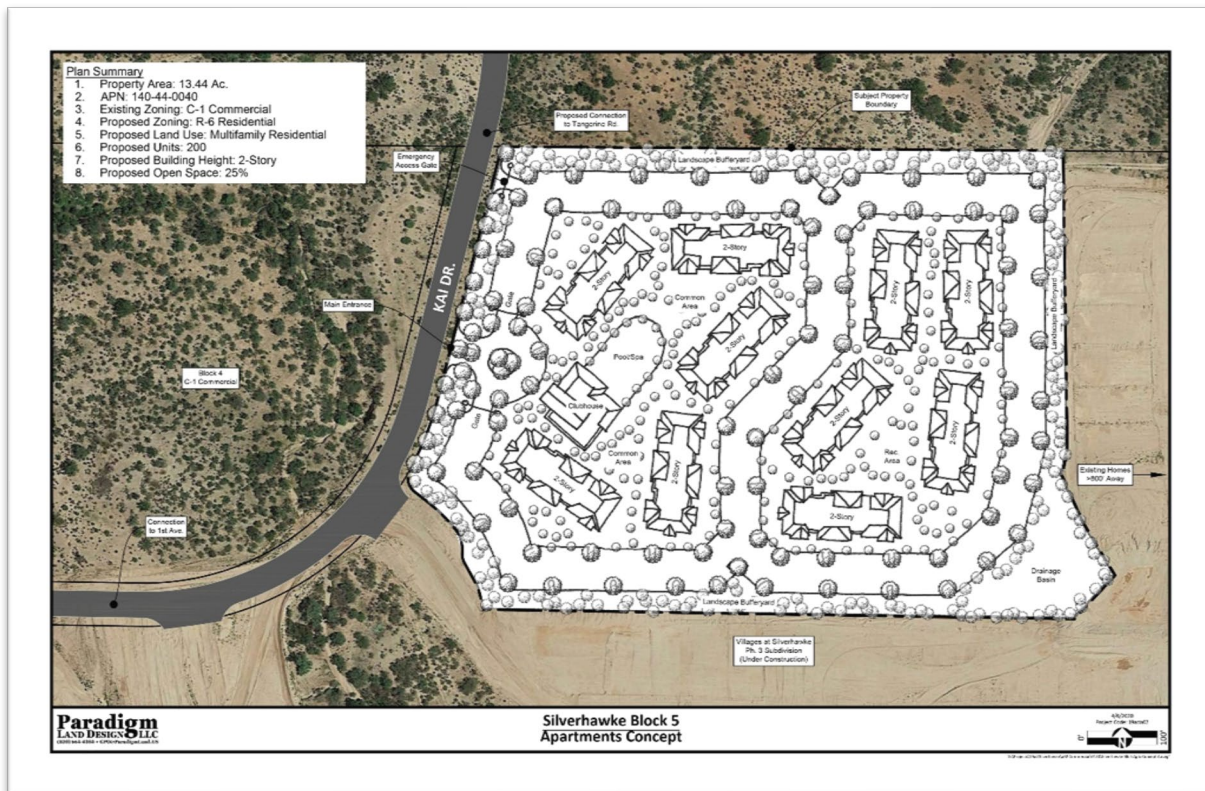 Plan Summary
1. Property Area: 13.44 Ac.
2. APN: 140-44-0040
3. Existing Zoning: C-1 Commercial
4. Proposed Zoning: R-6 Residential
5. Proposed Land Use: Multifamily Residential
6. Proposed Units: 200
7. Proposed Building Height: 2-Story
8. Proposed Open Space: 25%
Subject Property
Boundary
Proposed Connection
to Tangerine Rd.
Emergency
Access Gate
Landscape Bufferyard
KAI DR.
2-Story
2-Story
2-Story
2-Story
Gate
Common
Area
Main Entrance
Landscape Bufferyard
2-Story
Pool/Spa
Block 4
C-1 Commercial
Clubhouse
2-Story
2-Story
Gate
2-Story
Common
Area
Rec.
Area
2-Story
Existing Homes
>800' Away
2-Story
Connection
to 1st Ave.
Drainage
Basin
Landscape Bufferyard
Villages at Silverhawke
Ph. 3 Subdivision
(Under Construction)
Paradigm
LAND DESIGN LLC
Silverhawke Block 5
Apartments Concept
0'
N
100'